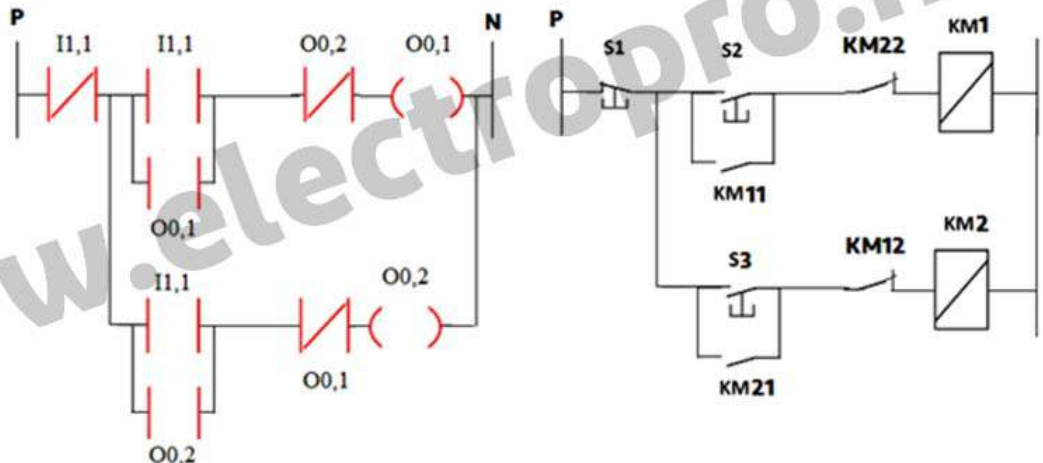 P
N
I1,1
I1,1
O0,2
O0,1
O0,1
I1,1
O0,2
O0,1
O0,2
P
S1
S2
KM22
KM1
KM11
S3
KM12
KM2
KM21
w.electropro.